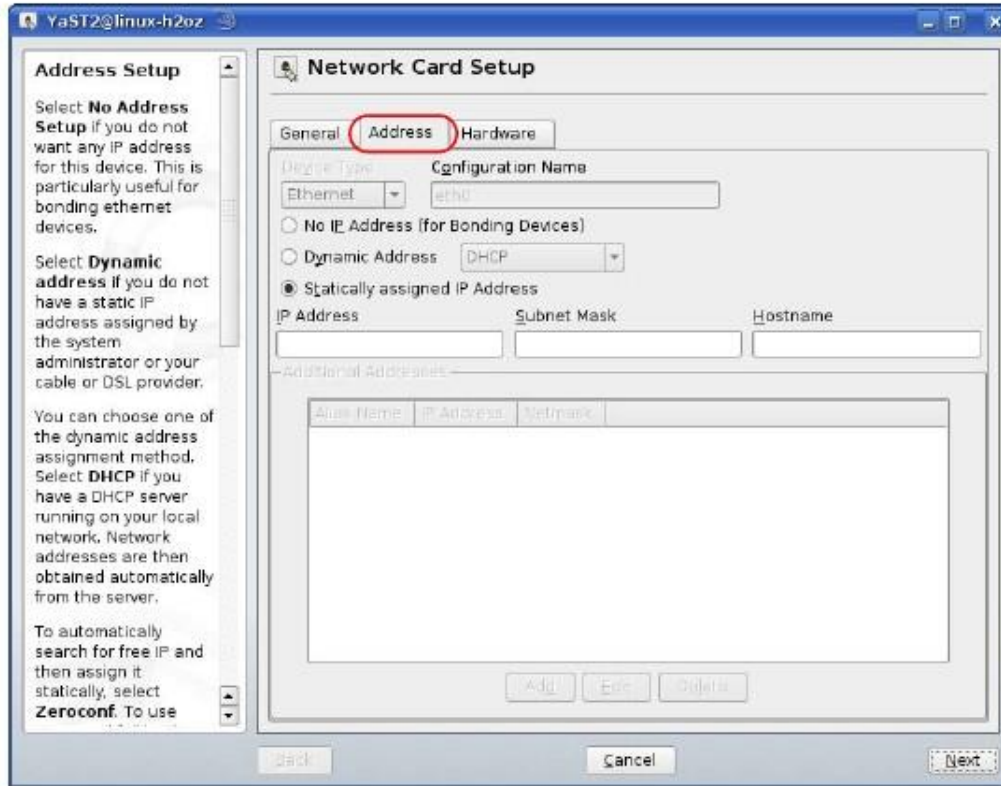 YaST2@linux-h2oz
Address Setup
Select No Address
Setup if you do not
want any IP address
for this device. This is
particularly useful for
bonding ethernet
devices.
Select Dynamic
address if you do not
have a static IP
address assigned by
the system
administrator or your
cable or DSL provider.
You can choose one of
the dynamic address
assignment method.
Select DHCP if you
have a DHCP server
running on your local
network. Network
addresses are then
obtained automatically
from the server.
To automatically
search for free IP and
then assign it
statically, select
Zeroconf. To use
Network Card Setup
General Address Hardware
Device Type Configuration Name
Ethernet eth0
No IP Address (for Bonding Devices)
Dynamic Address DHCP
Statically assigned IP Address
IP Address Subnet Mask Hostname
Additional Addresses
Alias Name IP Address Netmask
Add Edit Delete
Back Cancel Next